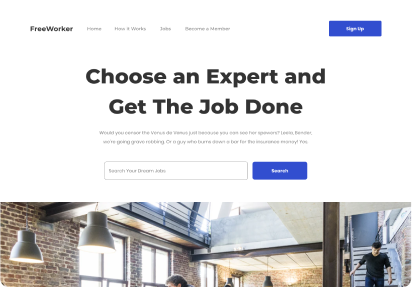 FreeWorker Home How it Works Jobs Become a Member Sign Up
Choose an Expert and
Get The Job Done
Would you censor the Venus de Venus just because you can see her spewers? Leela, Bender,
we're going grave robbing. Or a guy who burns down a bar for the insurance money! Yes.
Search Your Dream Jobs Search